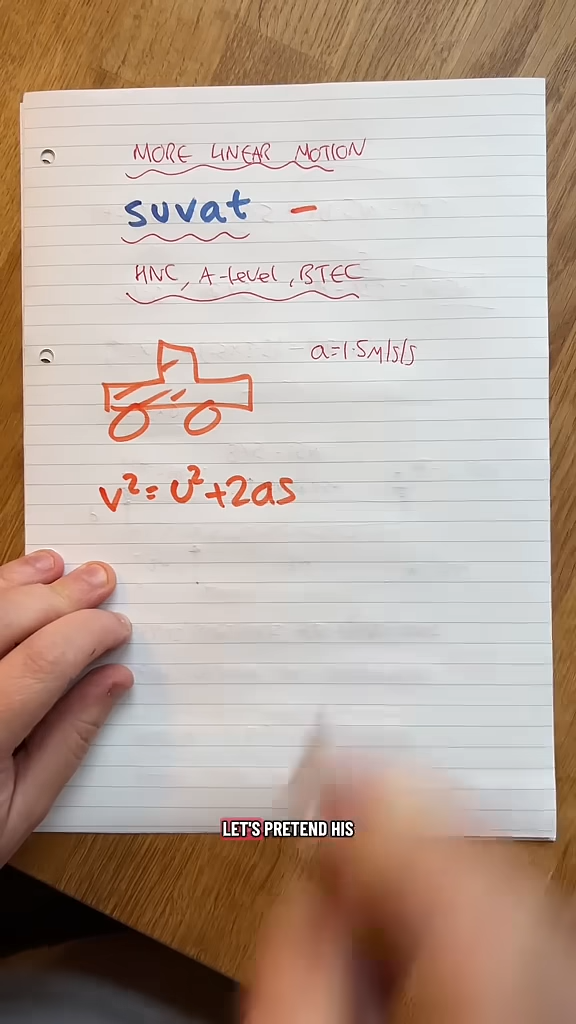 MORE LINEAR MOTION
suvat -
HNC, A-level, BTEC
a=1.5m/s/s
v²=u²+2as
LET'S PRETEND HIS